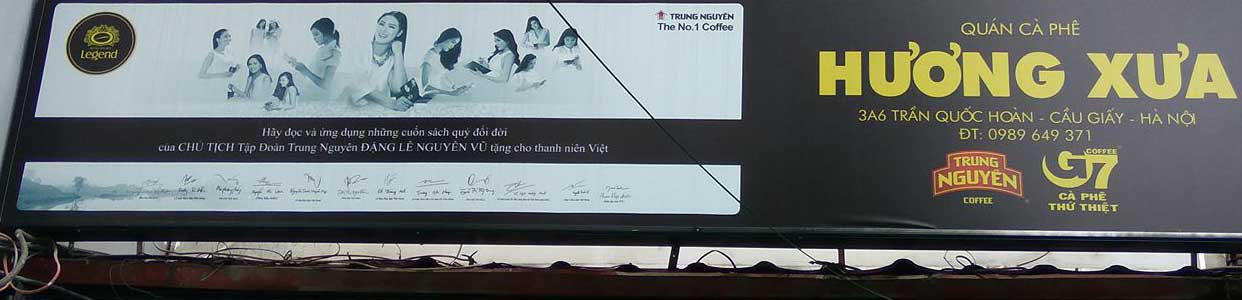 Legend
TRUNG NGUYÊN
The No.1 Coffee
Hãy đọc và ứng dụng những cuốn sách quý đổi đời
của CHỦ TỊCH Tập Đoàn Trung Nguyên ĐẶNG LÊ NGUYÊN VŨ tặng cho thanh niên Việt
QUÁN CÀ PHÊ
HƯƠNG XƯA
3A6 TRẦN QUỐC HOÀN - CẦU GIẤY - HÀ NỘI
ĐT: 0989 649 371
TRUNG
NGUYÊN
COFFEE
COFFEE
G7
CÀ PHÊ
THỨ THIỆT